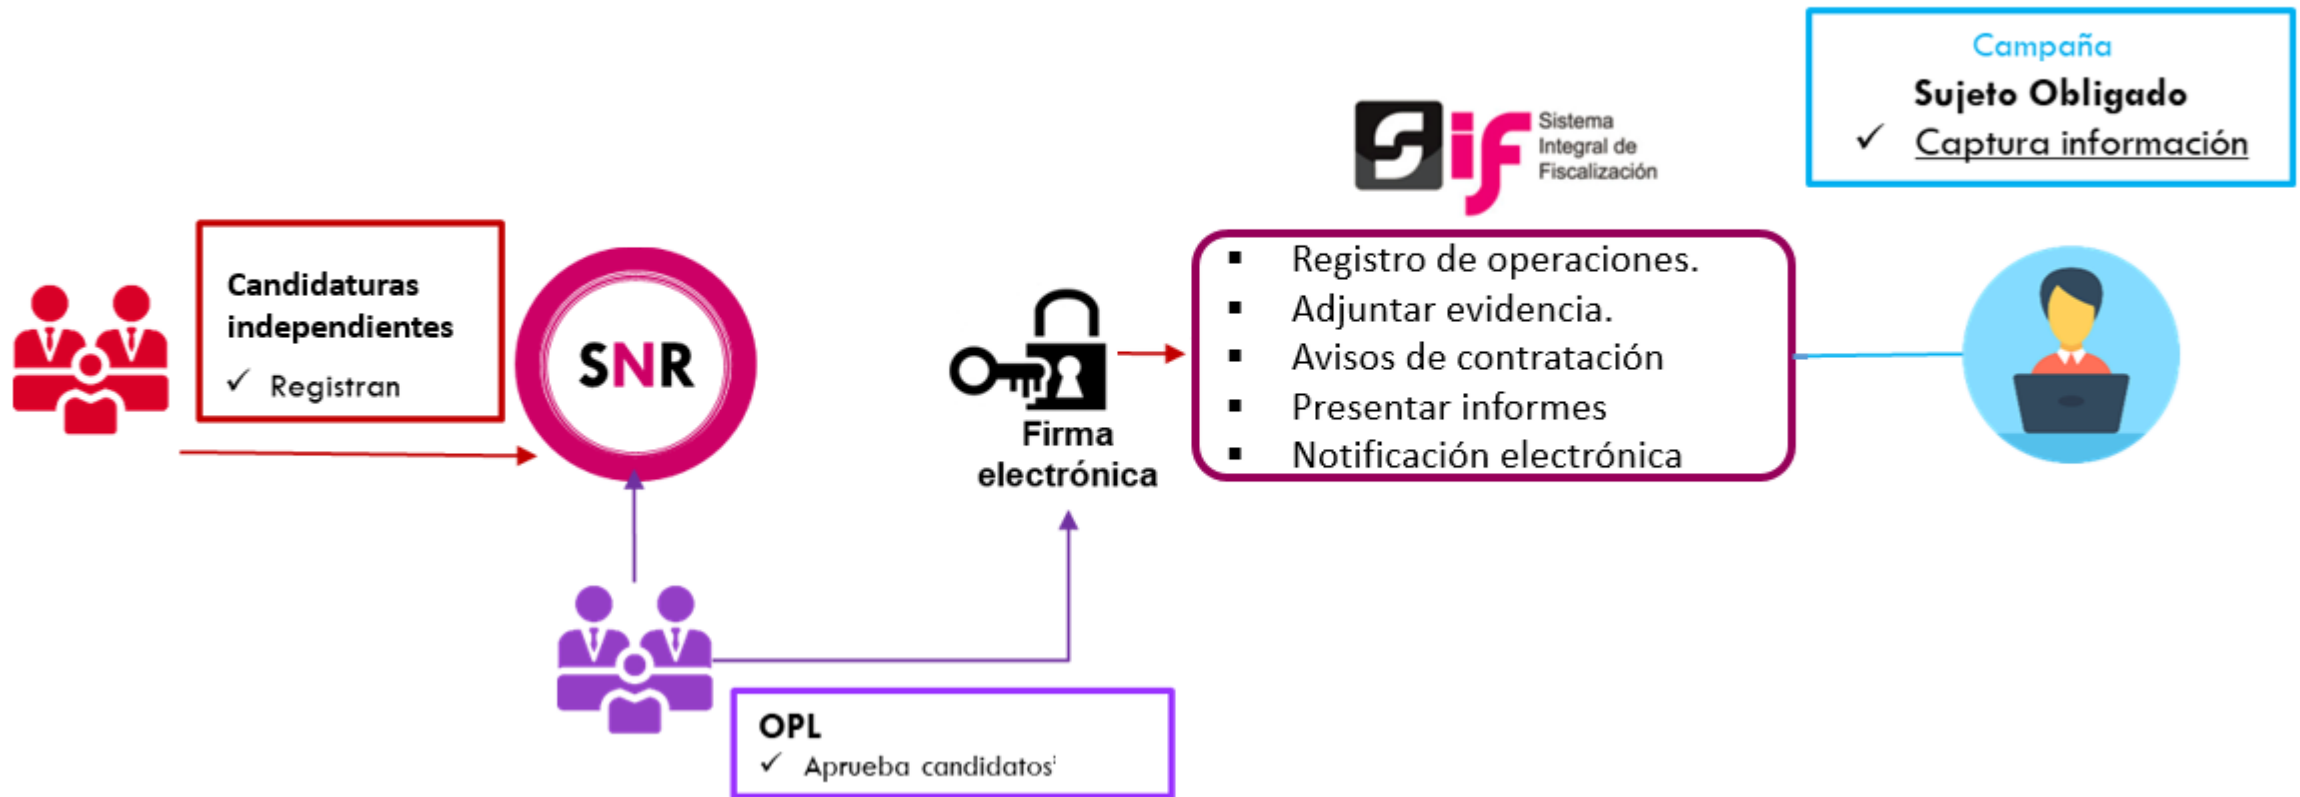 Campaña
Sujeto Obligado
✓ Captura información
Sif
Sistema
Integral de
Fiscalización
Candidaturas
independientes
✓ Registran
SNR
Firma
electrónica
▪ Registro de operaciones.
▪ Adjuntar evidencia.
▪ Avisos de contratación
▪ Presentar informes
▪ Notificación electrónica
OPL
✓ Aprueba candidatos